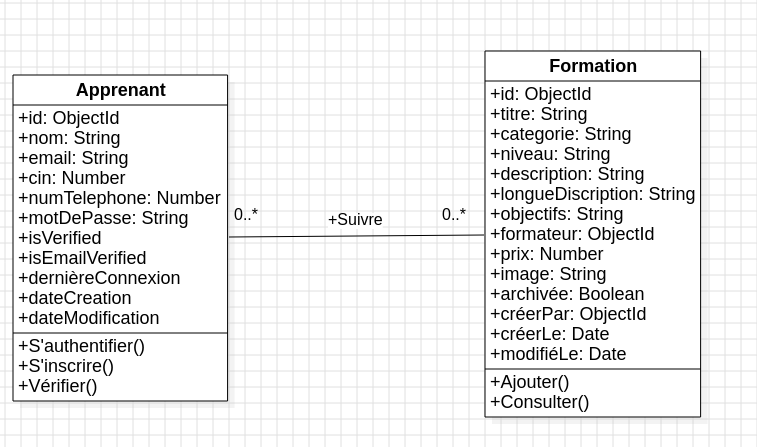 Apprenant
+id: ObjectId
+nom: String
+email: String
+cin: Number
+numTelephone: Number
+motDePasse: String
+isVerified
+isEmailVerified
+dernièreConnexion
+dateCreation
+dateModification
+S'authentifier()
+S'inscrire()
+Vérifier()
0..*
+Suivre
0..*
Formation
+id: ObjectId
+titre: String
+categorie: String
+niveau: String
+description: String
+longueDiscription: String
+objectifs: String
+formateur: ObjectId
+prix: Number
+image: String
+archivée: Boolean
+créerPar: ObjectId
+créerLe: Date
+modifiéLe: Date
+Ajouter()
+Consulter()